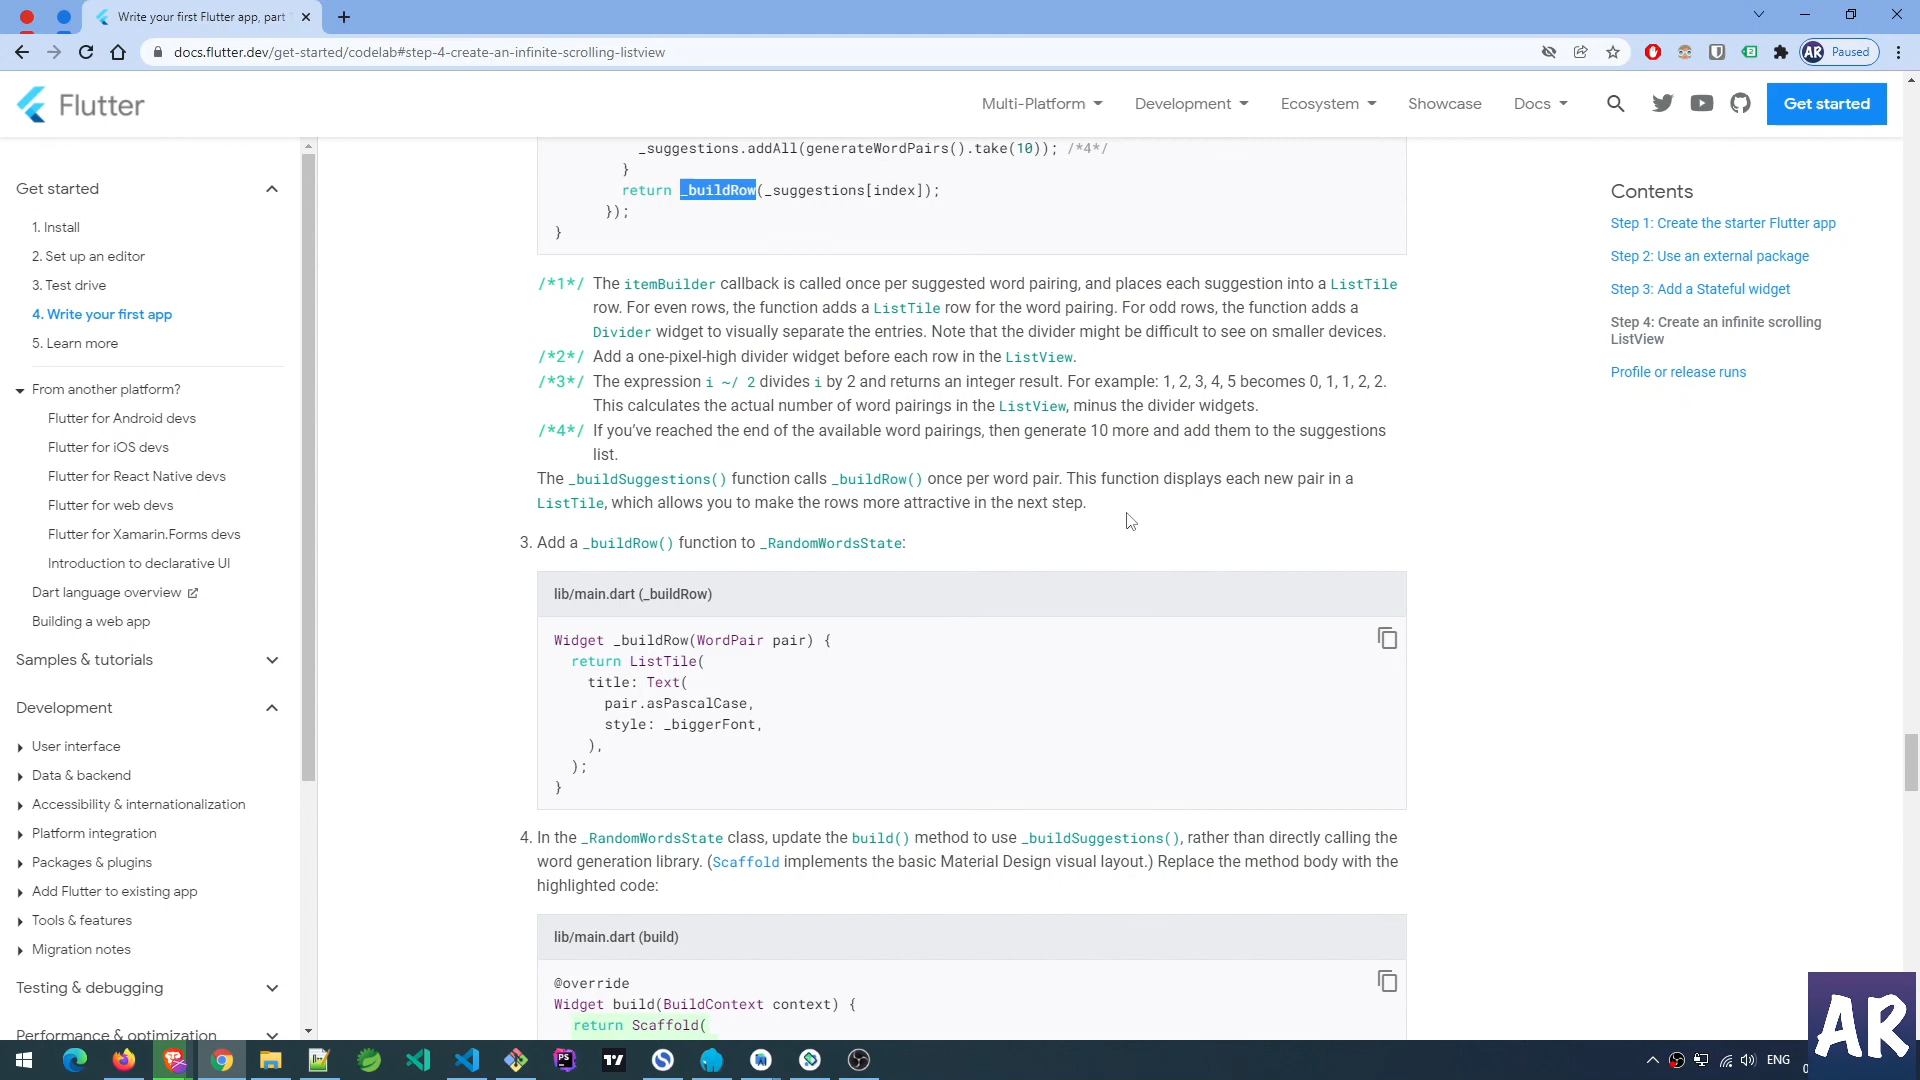 Write your first Flutter app, part
docs.flutter.dev/get-started/codelab#step-4-create-an-infinite-scrolling-listview
AR Paused
Flutter
Multi-Platform
Development
Ecosystem
Showcase
Docs
Get started
Get started
1. Install
2. Set up an editor
3. Test drive
4. Write your first app
5. Learn more
From another platform?
Flutter for Android devs
Flutter for iOS devs
Flutter for React Native devs
Flutter for web devs
Flutter for Xamarin.Forms devs
Introduction to declarative UI
Dart language overview
Building a web app
Samples & tutorials
Development
User interface
Data & backend
Accessibility & internationalization
Platform integration
Packages & plugins
Add Flutter to existing app
Tools & features
Migration notes
Testing & debugging
Performance & optimization
_suggestions.addAll(generateWordPairs().take(10)); /*4*/
}
return _buildRow(_suggestions[index]);
});
}
/*1*/ The itemBuilder callback is called once per suggested word pairing, and places each suggestion into a ListTile
row. For even rows, the function adds a ListTile row for the word pairing. For odd rows, the function adds a
Divider widget to visually separate the entries. Note that the divider might be difficult to see on smaller devices.
/*2*/ Add a one-pixel-high divider widget before each row in the ListView.
/*3*/ The expression i ~/ 2 divides i by 2 and returns an integer result. For example: 1, 2, 3, 4, 5 becomes 0, 1, 1, 2, 2.
This calculates the actual number of word pairings in the ListView, minus the divider widgets.
/*4*/ If you’ve reached the end of the available word pairings, then generate 10 more and add them to the suggestions
list.
The _buildSuggestions() function calls _buildRow() once per word pair. This function displays each new pair in a
ListTile, which allows you to make the rows more attractive in the next step.
3. Add a _buildRow() function to _RandomWordsState:
lib/main.dart (_buildRow)
Widget _buildRow(WordPair pair) {
return ListTile(
title: Text(
pair.asPascalCase,
style: _biggerFont,
),
);
}
4. In the _RandomWordsState class, update the build() method to use _buildSuggestions(), rather than directly calling the
word generation library. (Scaffold implements the basic Material Design visual layout.) Replace the method body with the
highlighted code:
lib/main.dart (build)
@override
Widget build(BuildContext context) {
return Scaffold(
Contents
Step 1: Create the starter Flutter app
Step 2: Use an external package
Step 3: Add a Stateful widget
Step 4: Create an infinite scrolling
ListView
Profile or release runs
ENG
AR